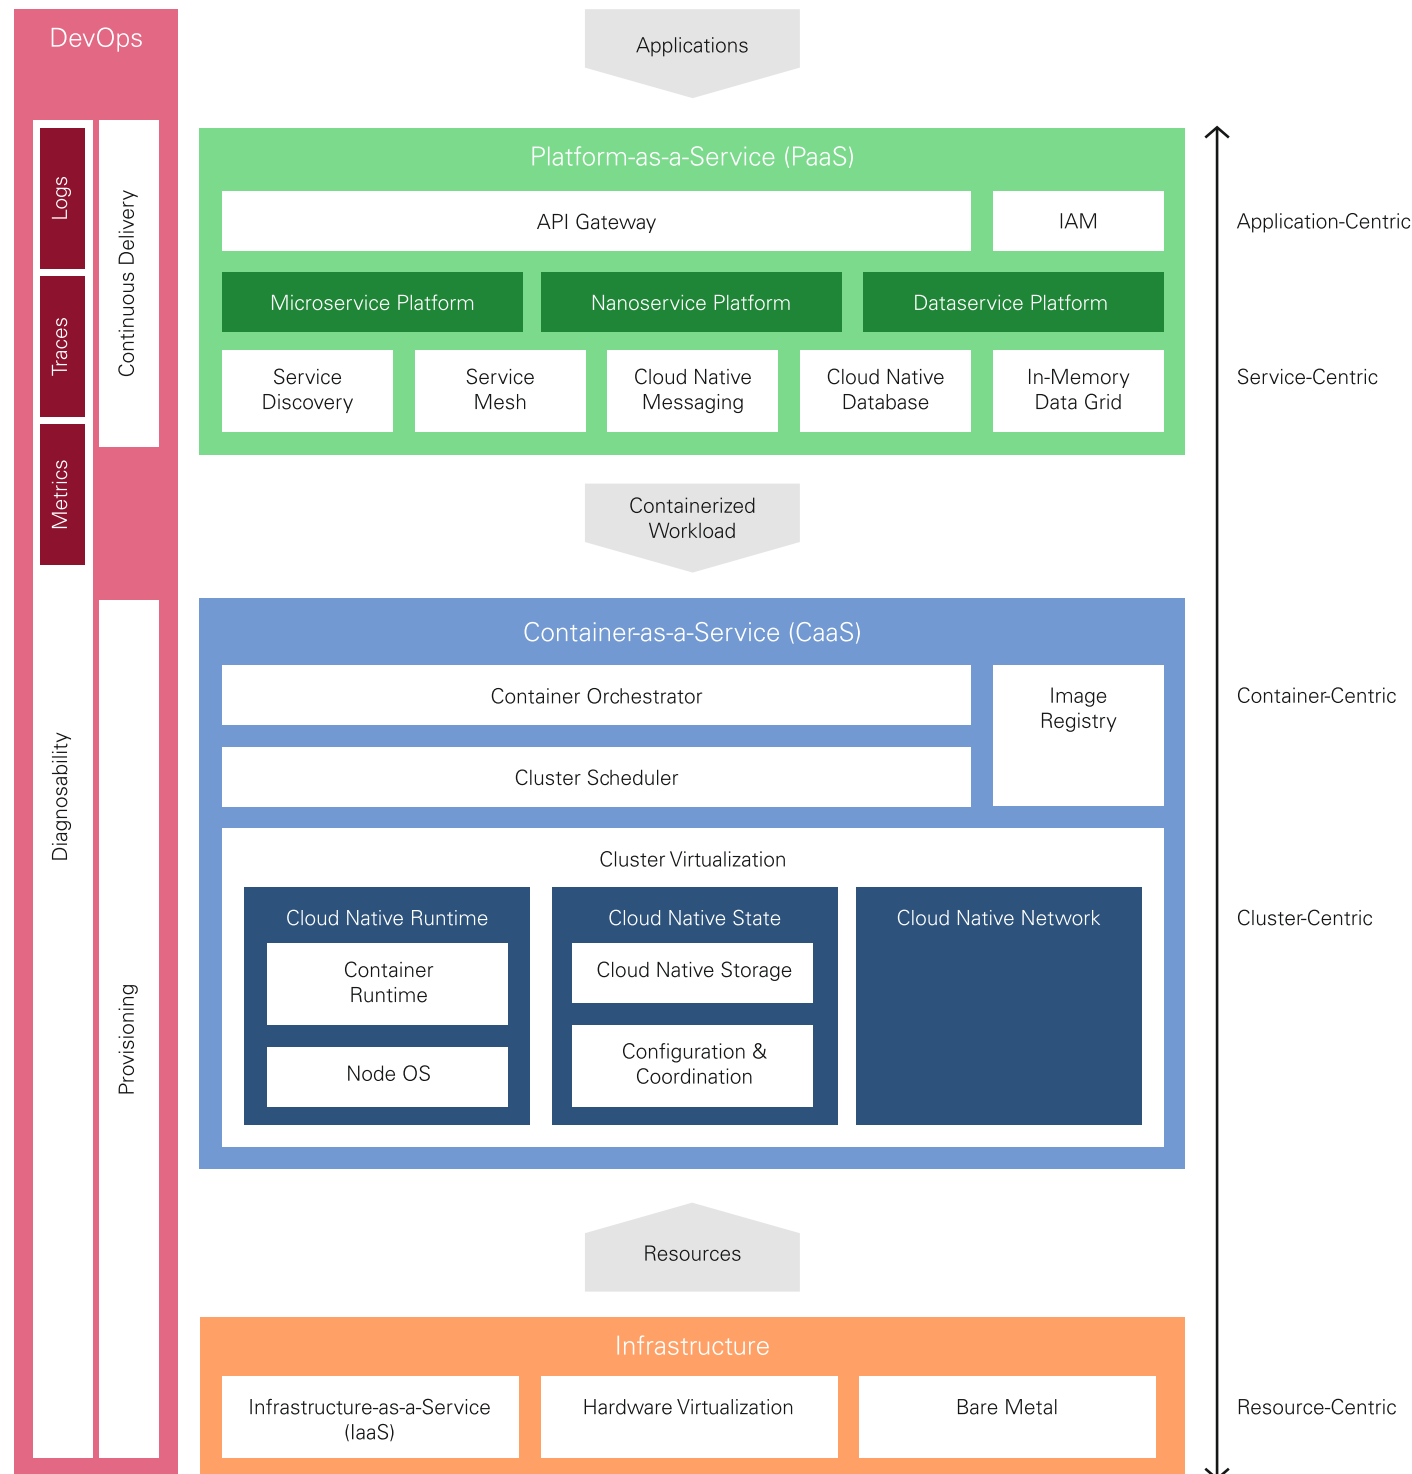 DevOps
Logs
Traces
Metrics
Diagnosability
Continuous Delivery
Provisioning
Applications
Platform-as-a-Service (PaaS)
API Gateway
IAM
Microservice Platform
Nanoservice Platform
Dataservice Platform
Service
Discovery
Service
Mesh
Cloud Native
Messaging
Cloud Native
Database
In-Memory
Data Grid
Containerized
Workload
Container-as-a-Service (CaaS)
Container Orchestrator
Image
Registry
Cluster Scheduler
Cluster Virtualization
Cloud Native Runtime
Container
Runtime
Node OS
Cloud Native State
Cloud Native Storage
Configuration &
Coordination
Cloud Native Network
Resources
Infrastructure
Infrastructure-as-a-Service
(IaaS)
Hardware Virtualization
Bare Metal
Application-Centric
Service-Centric
Container-Centric
Cluster-Centric
Resource-Centric